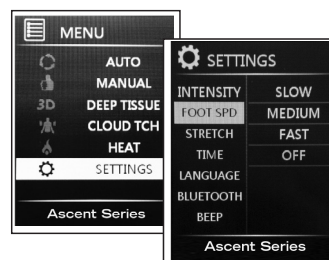 MENU
AUTO
MANUAL
3D DEEP TISSUE
CLOUD TCH
HEAT
SETTINGS
Ascent Series
SETTINGS
INTENSITY SLOW
FOOT SPD MEDIUM
STRETCH FAST
TIME OFF
LANGUAGE
BLUETOOTH
BEEP
Ascent Series